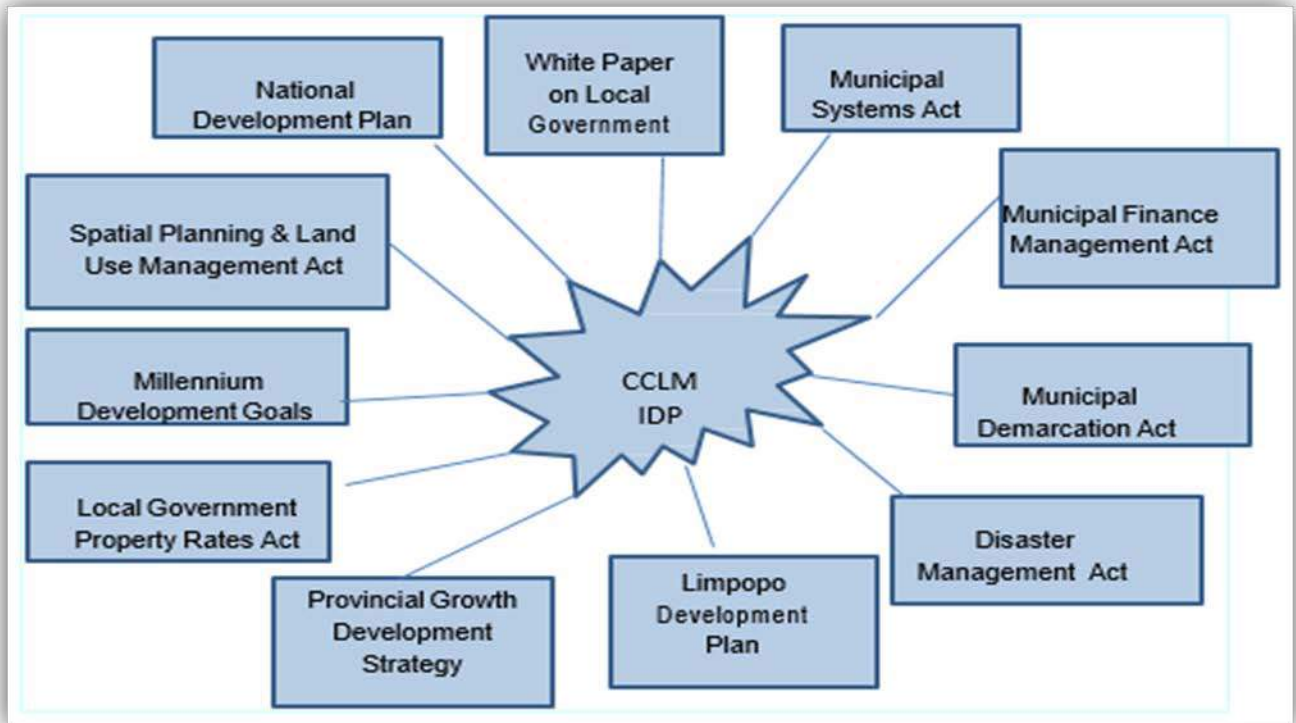 National
Development Plan
White Paper
on Local
Government
Municipal
Systems Act
Spatial Planning & Land
Use Management Act
Municipal Finance
Management Act
Millennium
Development Goals
CCLM
IDP
Municipal
Demarcation Act
Local Government
Property Rates Act
Disaster
Management Act
Provincial Growth
Development
Strategy
Limpopo
Development
Plan